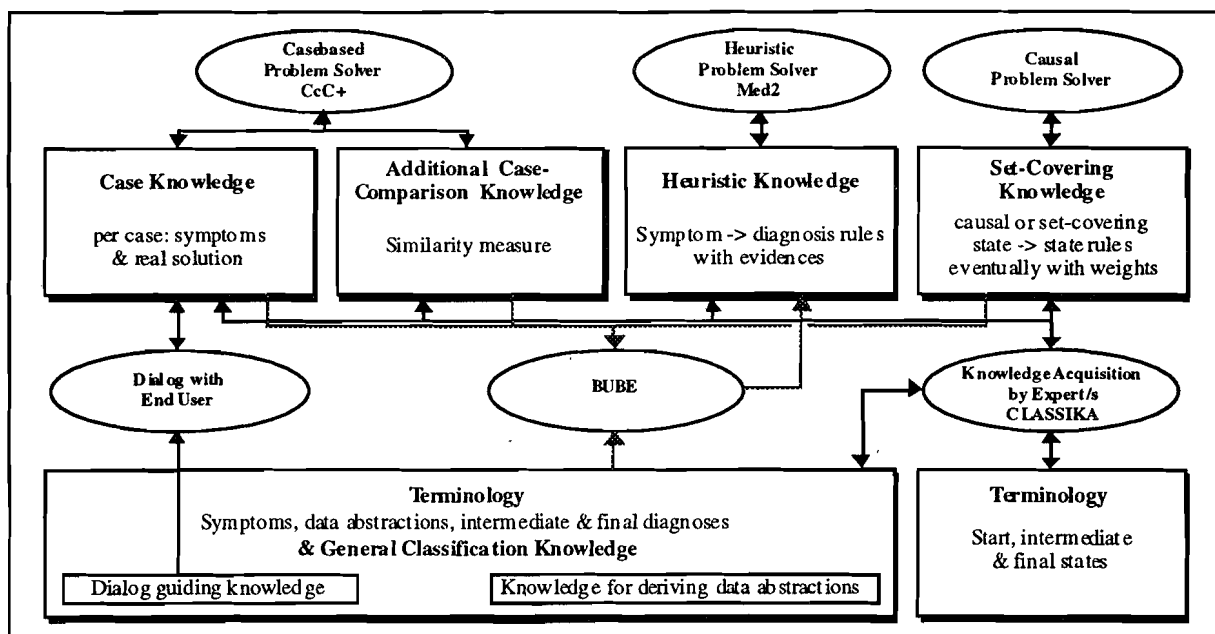 Casebased
Problem Solver
CcC+
Heuristic
Problem Solver
Med2
Causal
Problem Solver
Case Knowledge
per case: symptoms
& real solution
Additional Case-
Comparison Knowledge
Similarity measure
Heuristic Knowledge
Symptom -> diagnosis rules
with evidences
Set-Covering
Knowledge
causal or set-covering
state -> state rules
eventually with weights
Dialog with
End User
BUBE
Knowledge Acquisition
by Expert/s
CLASSIKA
Terminology
Symptoms, data abstractions, intermediate & final diagnoses
& General Classification Knowledge
Dialog guiding knowledge
Knowledge for deriving data abstractions
Terminology
Start, intermediate
& final states